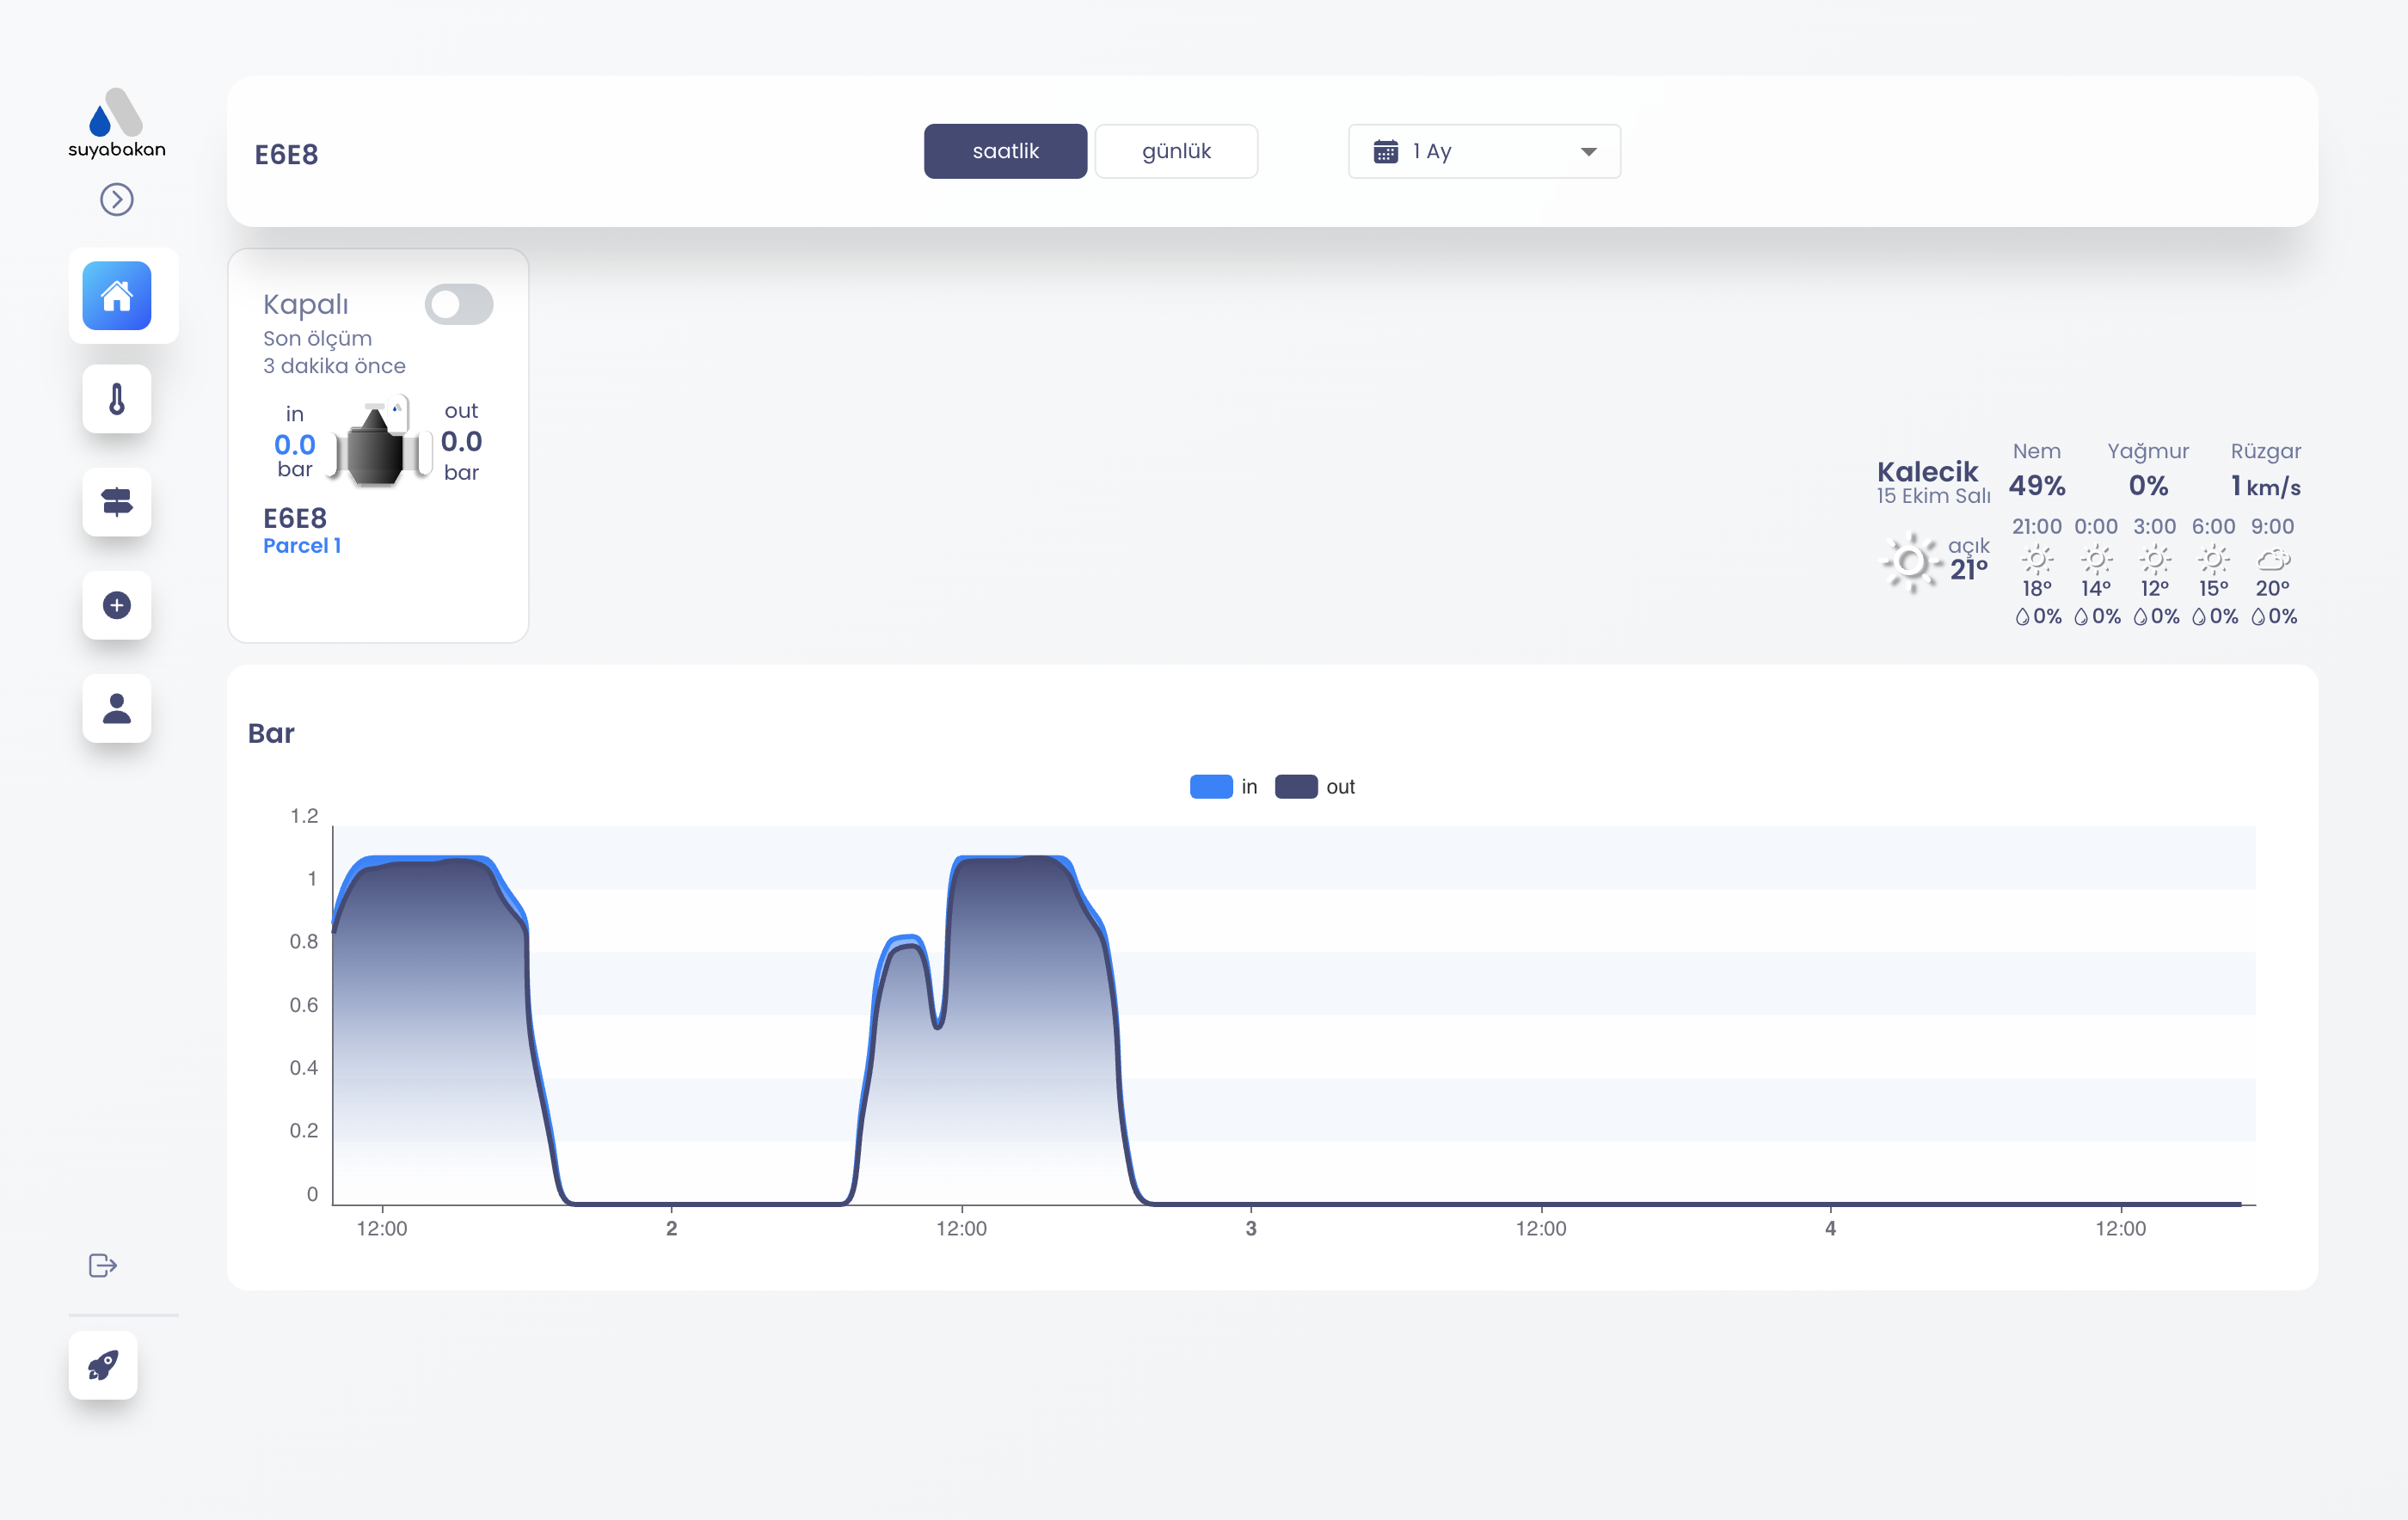 suyabakan
E6E8
saatlik
günlük
1 Ay
Kapalı
Son ölçüm
3 dakika önce
in
0.0
bar
out
0.0
bar
E6E8
Parcel 1
Kalecik
15 Ekim Salı
açık
21°
Nem Yağmur Rüzgar
49% 0% 1 km/s
21:00 0:00 3:00 6:00 9:00
18° 14° 12° 15° 20°
0% 0% 0% 0% 0%
Bar
in out
1.2
1
0.8
0.6
0.4
0.2
0
12:00 2 12:00 3 12:00 4 12:00